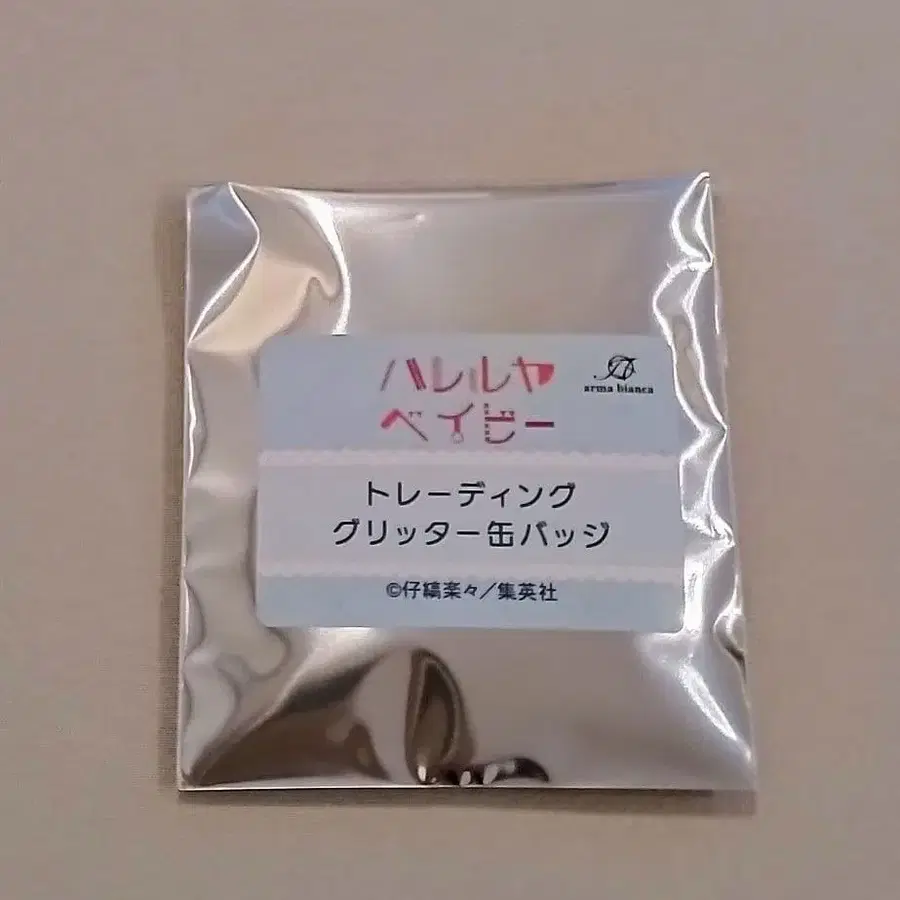 ハレルヤ
ベイビー
arma bianca
トレーディング
グリッター缶バッジ
©仔縞楽々／集英社